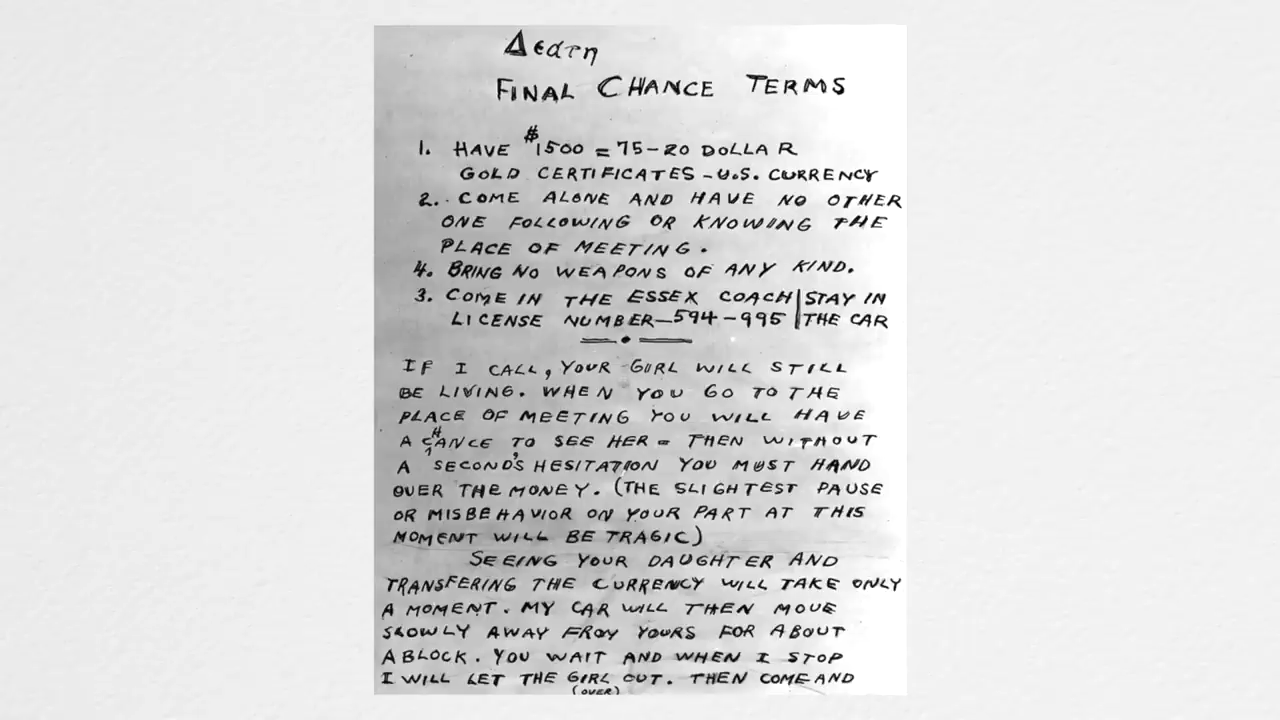 Δεατη
FINAL CHANCE TERMS
1. HAVE $1500 = 75-20 DOLLAR
GOLD CERTIFICATES - U.S. CURRENCY
2. COME ALONE AND HAVE NO OTHER
ONE FOLLOWING OR KNOWING THE
PLACE OF MEETING.
4. BRING NO WEAPONS OF ANY KIND.
3. COME IN THE ESSEX COACH | STAY IN
LICENSE NUMBER - 594-995 | THE CAR
IF I CALL, YOUR GIRL WILL STILL
BE LIVING. WHEN YOU GO TO THE
PLACE OF MEETING YOU WILL HAVE
A CHANCE TO SEE HER - THEN WITHOUT
A SECOND'S HESITATION YOU MUST HAND
OVER THE MONEY. (THE SLIGHTEST PAUSE
OR MISBEHAVIOR ON YOUR PART AT THIS
MOMENT WILL BE TRAGIC)
SEEING YOUR DAUGHTER AND
TRANSFERING THE CURRENCY WILL TAKE ONLY
A MOMENT. MY CAR WILL THEN MOVE
SLOWLY AWAY FROM YOURS FOR ABOUT
A BLOCK. YOU WAIT AND WHEN I STOP
I WILL LET THE GIRL OUT. THEN COME AND
(OVER)